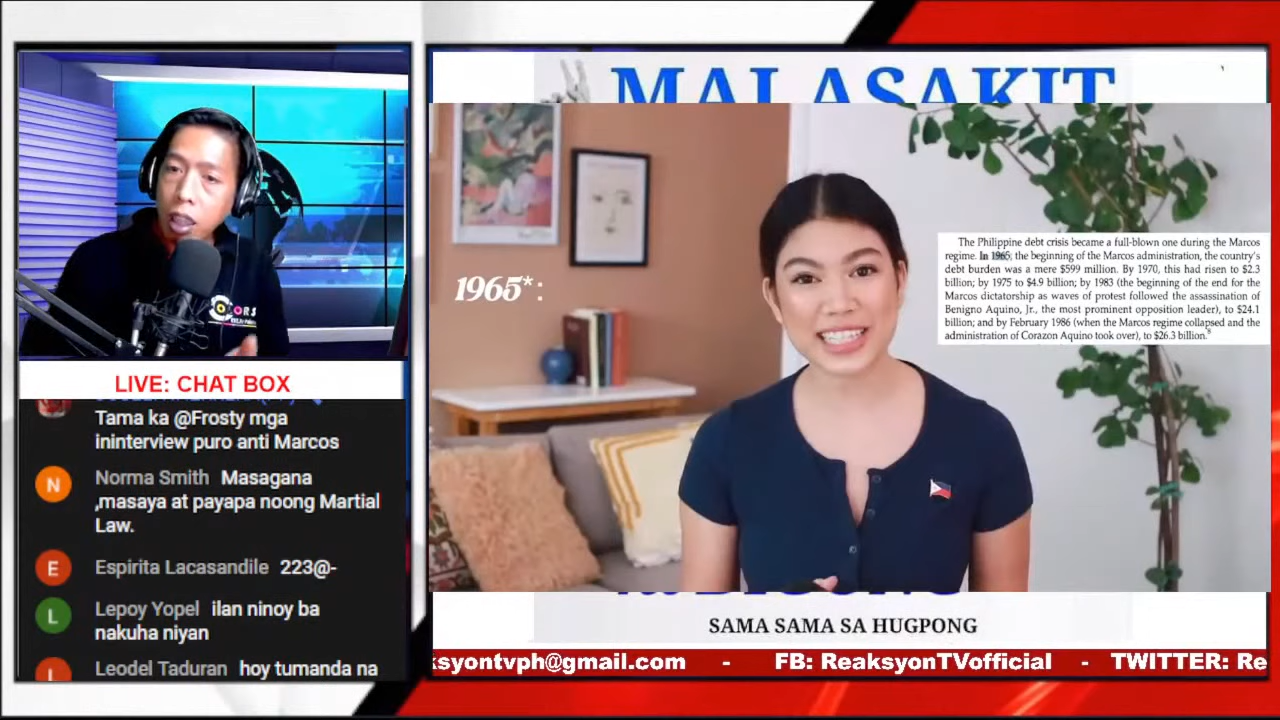 MALASAKIT
1965*:
The Philippine debt crisis became a full-blown one during the Marcos
regime. In 1965, the beginning of the Marcos administration, the country's
debt burden was a mere $599 million. By 1970, this had risen to $2.3
billion; by 1975 to $4.9 billion; by 1983 (the beginning of the end for the
Marcos dictatorship as waves of protest followed the assassination of
Benigno Aquino, Jr., the most prominent opposition leader), to $24.1
billion; and by February 1986 (when the Marcos regime collapsed and the
administration of Corazon Aquino took over), to $26.3 billion.
LIVE: CHAT BOX
Tama ka @Frosty mga
ininterview puro anti Marcos
Norma Smith Masagana
,masaya at payapa noong Martial
Law.
Espirita Lacasandile 223@-
Lepoy Yopel ilan ninoy ba
nakuha niyan
Leodel Taduran hoy tumanda na
SAMA SAMA SA HUGPONG
ksyontvph@gmail.com - FB: ReaksyonTVofficial - TWITTER: Re